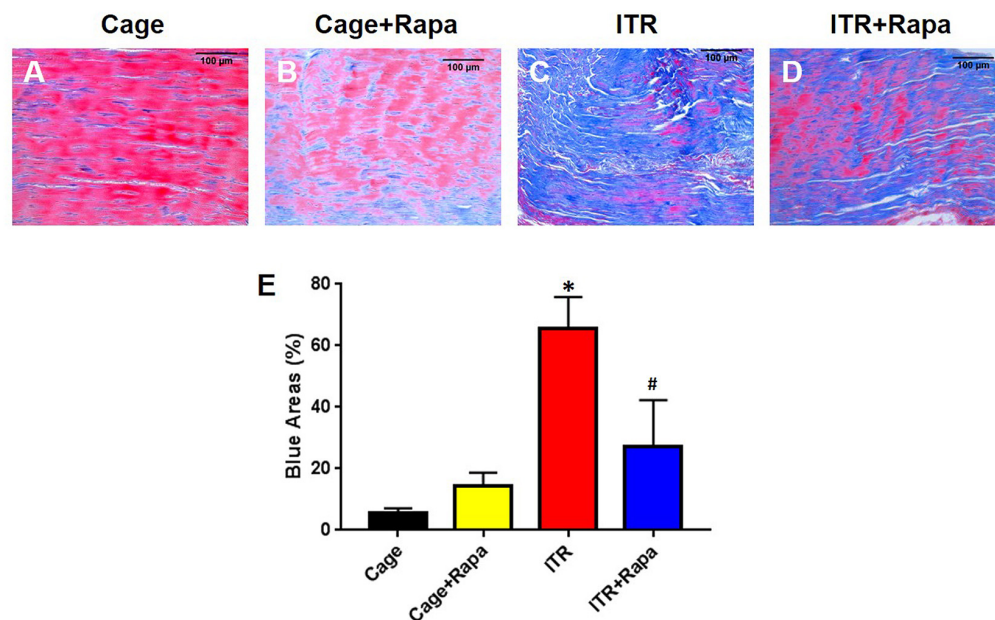 Cage Cage+Rapa ITR ITR+Rapa
A 100 µm B 100 µm C 100 µm D 100 µm
E
80
*
60
40
#
20
0
Blue Areas (%)
Cage Cage+Rapa ITR ITR+Rapa